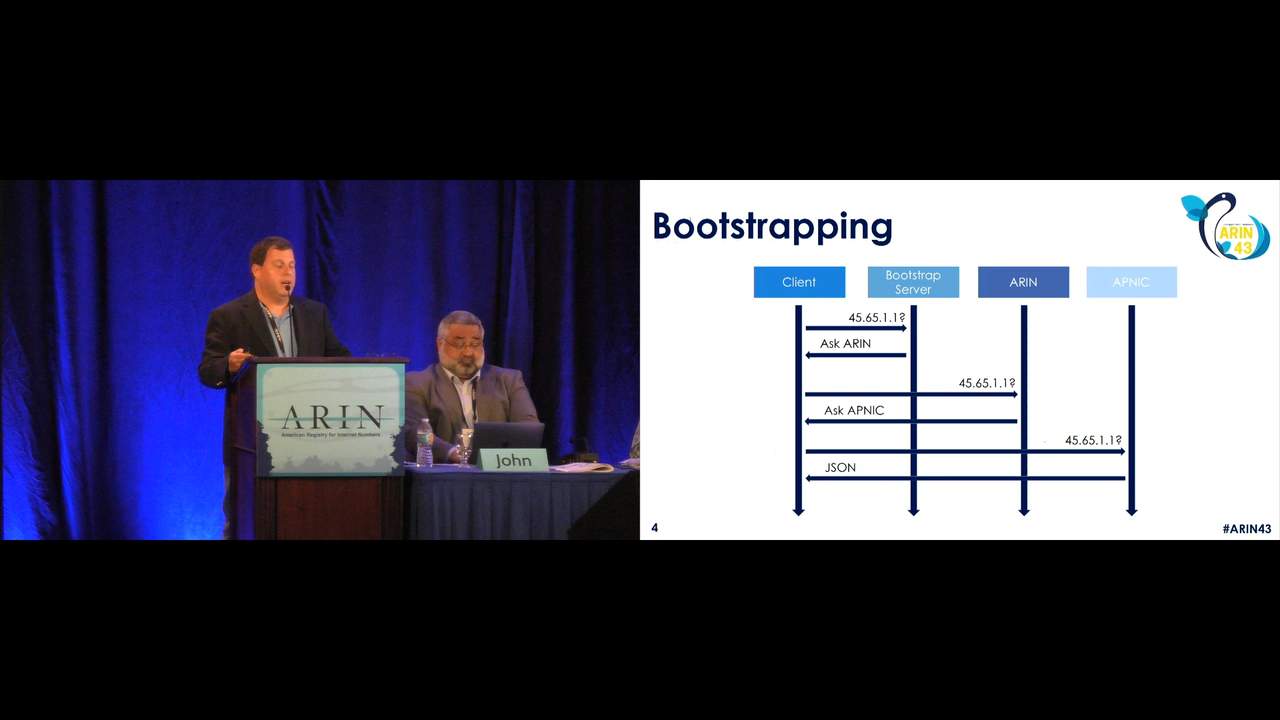 ARIN
American Registry for Internet Numbers
John
Bootstrapping
ARIN
43
Client
Bootstrap
Server
ARIN
APNIC
45.65.1.1?
Ask ARIN
45.65.1.1?
Ask APNIC
45.65.1.1?
JSON
4
#ARIN43